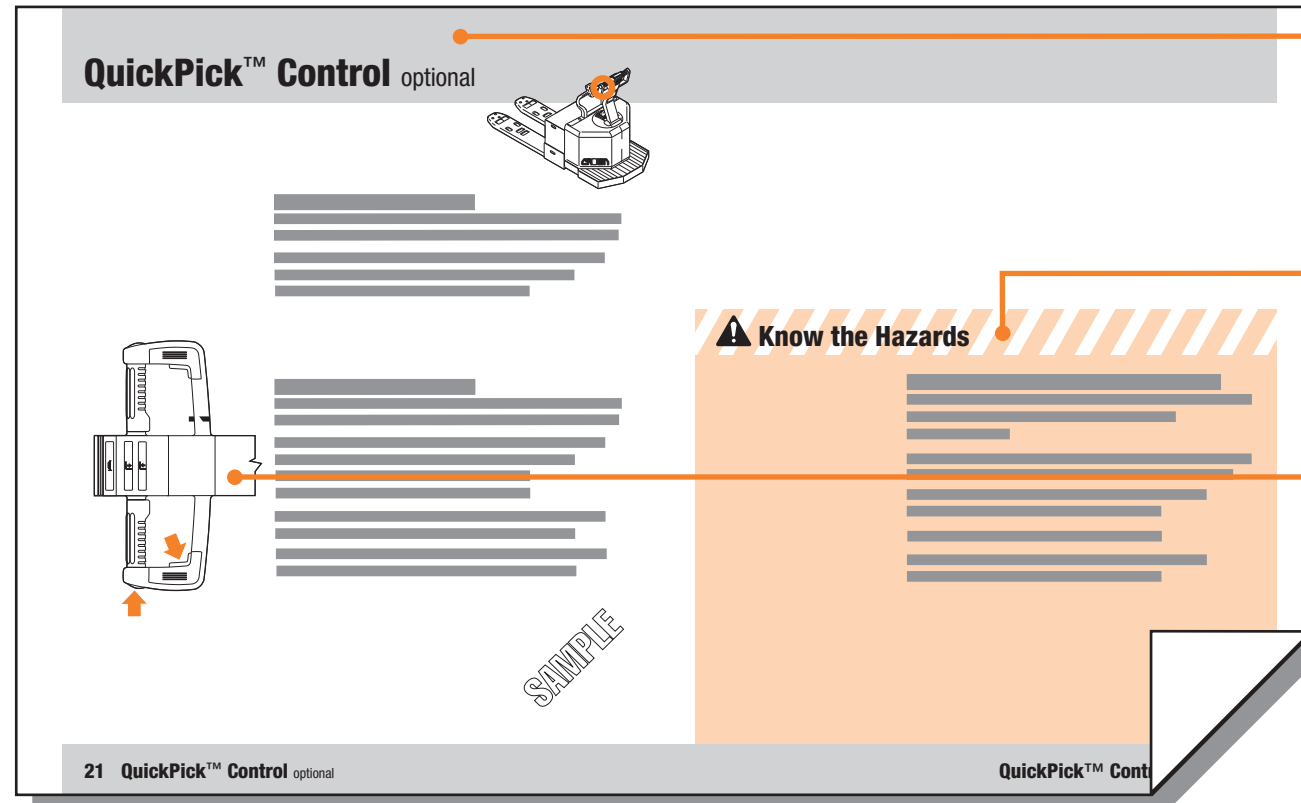 QuickPick™ Control optional
Know the Hazards
SAMPLE
21 QuickPick™ Control optional
QuickPick™ Cont